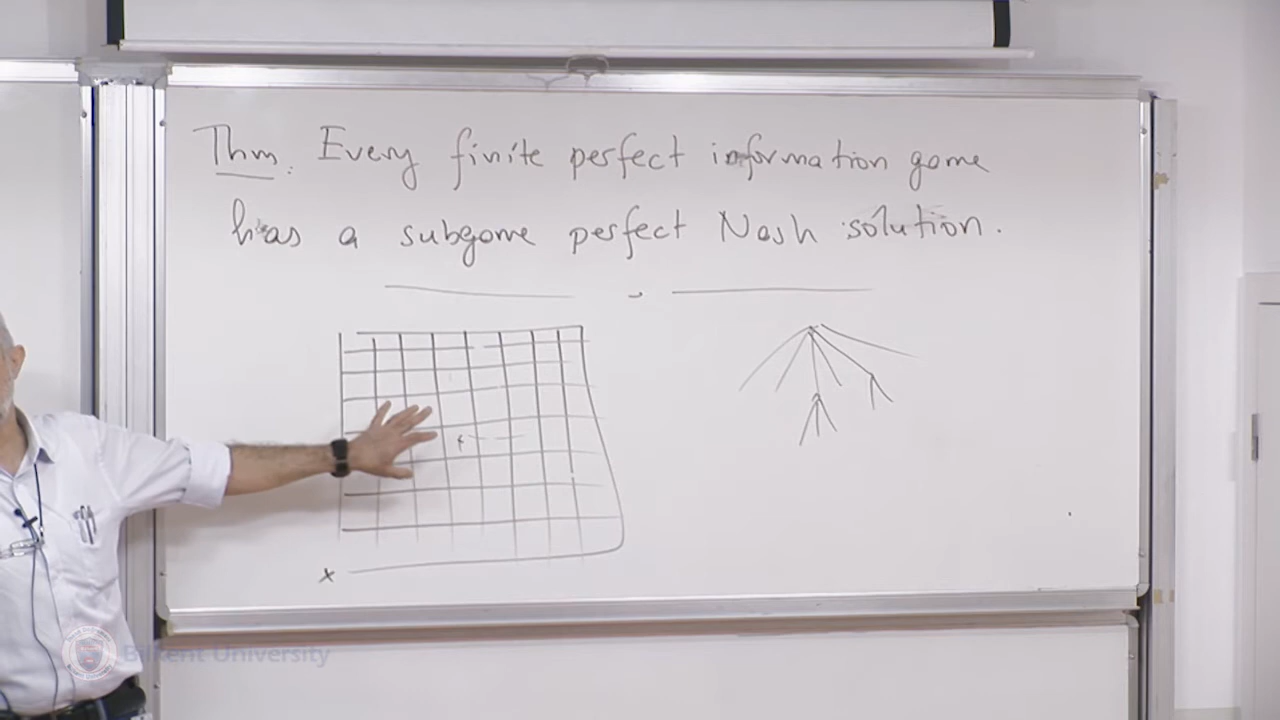 Thm. Every finite perfect information game
has a subgame perfect Nash solution.
x
x
Bilkent University